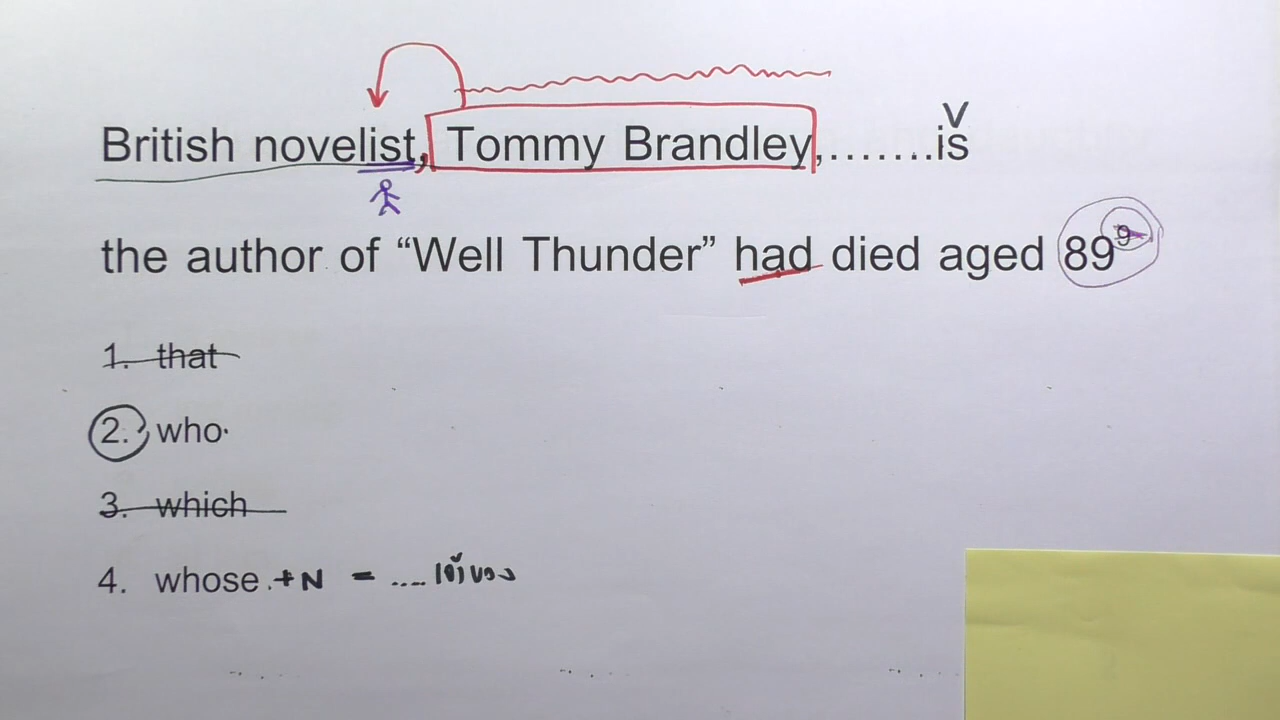 V
British novelist, Tommy Brandley,.......is
the author of “Well Thunder” had died aged 89 9
1. that
2. who
3. which
4. whose +N = .... เจ้าของ